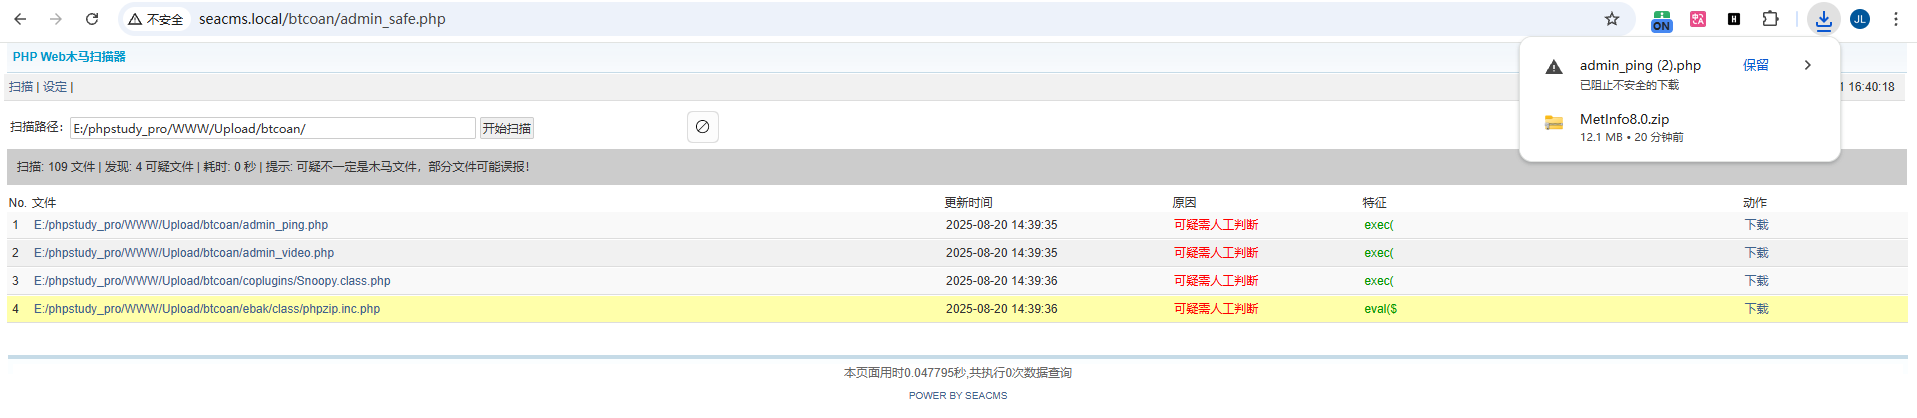 不安全 seacms.local/btcoan/admin_safe.php
ON
JL
PHP Web木马扫描器
admin_ping (2).php 保留
已阻止不安全的下载
扫描 | 设定 |
1 16:40:18
MetInfo8.0.zip
12.1 MB • 20 分钟前
扫描路径： E:/phpstudy_pro/WWW/Upload/btcoan/ 开始扫描
扫描: 109 文件 | 发现: 4 可疑文件 | 耗时: 0 秒 | 提示: 可疑不一定是木马文件，部分文件可能误报！
No. 文件 更新时间 原因 特征 动作
1 E:/phpstudy_pro/WWW/Upload/btcoan/admin_ping.php 2025-08-20 14:39:35 可疑需人工判断 exec( 下载
2 E:/phpstudy_pro/WWW/Upload/btcoan/admin_video.php 2025-08-20 14:39:35 可疑需人工判断 exec( 下载
3 E:/phpstudy_pro/WWW/Upload/btcoan/coplugins/Snoopy.class.php 2025-08-20 14:39:36 可疑需人工判断 exec( 下载
4 E:/phpstudy_pro/WWW/Upload/btcoan/ebak/class/phpzip.inc.php 2025-08-20 14:39:36 可疑需人工判断 eval($ 下载
本页面用时0.047795秒,共执行0次数据查询
POWER BY SEACMS